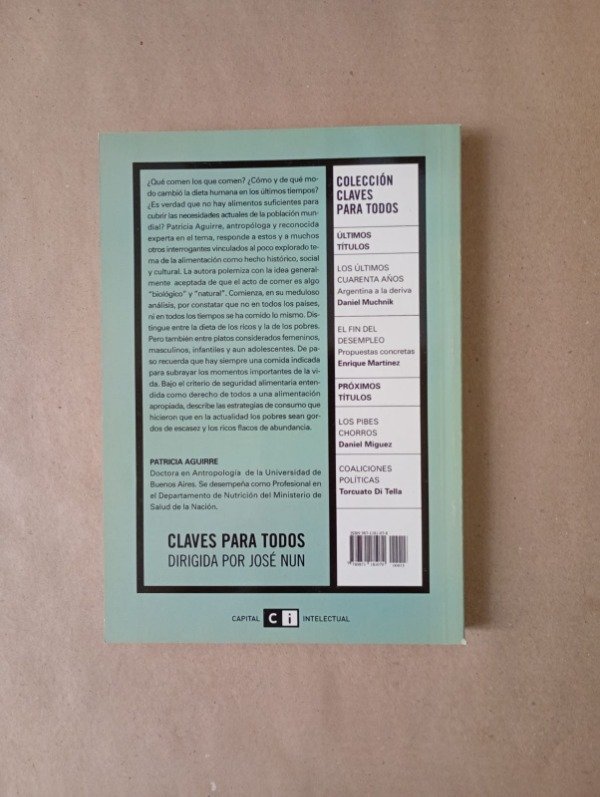 ¿Qué comen los que comen? ¿Cómo y de qué mo-
do cambió la dieta humana en los últimos tiempos?
¿Es verdad que no hay alimentos suficientes para
cubrir las necesidades actuales de la población mun-
dial? Patricia Aguirre, antropóloga y reconocida
experta en el tema, responde a estos y a muchos
otros interrogantes vinculados al poco explorado te-
ma de la alimentación como hecho histórico, social
y cultural. La autora polemiza con la idea general-
mente aceptada de que el acto de comer es algo
"biológico" y "natural". Comienza, en su meduloso
análisis, por constatar que no en todos los países,
ni en todos los tiempos se ha comido lo mismo. Dis-
tingue entre la dieta de los ricos y la de los pobres.
Pero también entre platos considerados femeninos,
masculinos, infantiles y aun adolescentes. De pa-
so recuerda que hay siempre una comida indicada
para subrayar los momentos importantes de la vi-
da. Bajo el criterio de seguridad alimentaria enten-
dida como derecho de todos a una alimentación
apropiada, describe las estrategias de consumo que
hicieron que en la actualidad los pobres sean gor-
dos de escasez y los ricos flacos de abundancia.
PATRICIA AGUIRRE
Doctora en Antropología de la Universidad de
Buenos Aires. Se desempeña como Profesional en
el Departamento de Nutrición del Ministerio de
Salud de la Nación.
CLAVES PARA TODOS
DIRIGIDA POR JOSÉ NUN
COLECCIÓN
CLAVES
PARA TODOS
ÚLTIMOS
TÍTULOS
LOS ÚLTIMOS
CUARENTA AÑOS
Argentina a la deriva
Daniel Muchnik
EL FIN DEL
DESEMPLEO
Propuestas concretas
Enrique Martínez
PRÓXIMOS
TÍTULOS
LOS PIBES
CHORROS
Daniel Míguez
COALICIONES
POLÍTICAS
Torcuato Di Tella
CAPITAL Ci INTELECTUAL